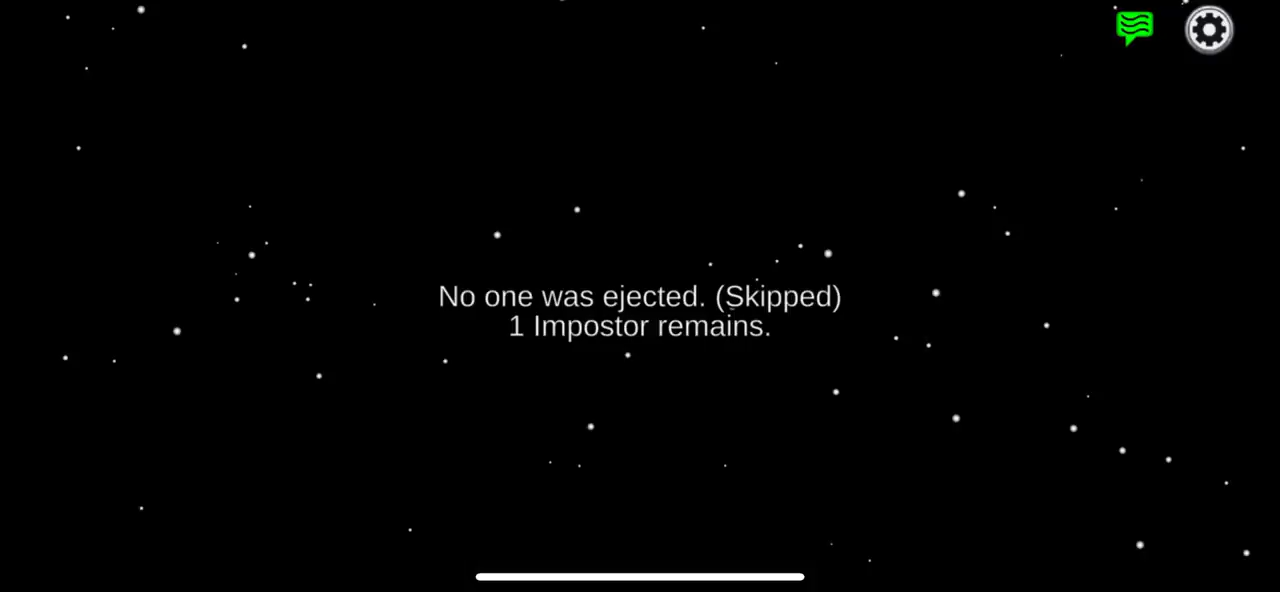 No one was ejected. (Skipped)
1 Impostor remains.